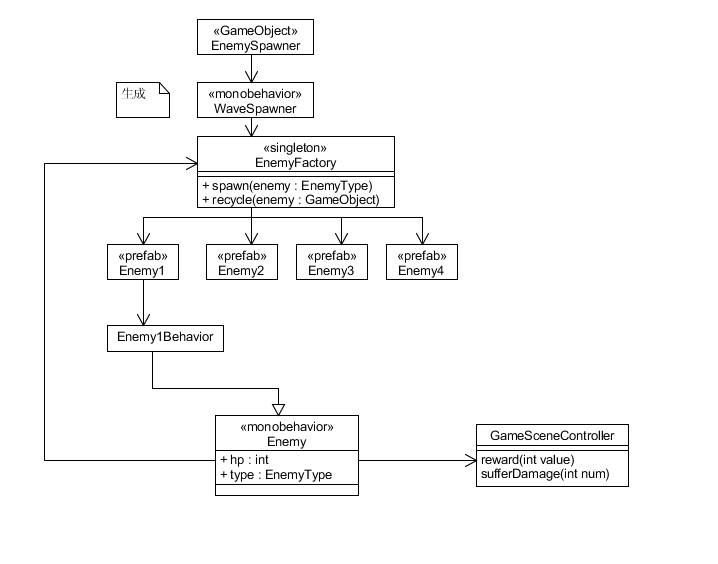 «GameObject»
EnemySpawner
生成
«monobehavior»
WaveSpawner
«singleton»
EnemyFactory
+ spawn(enemy : EnemyType)
+ recycle(enemy : GameObject)
«prefab»
Enemy1
«prefab»
Enemy2
«prefab»
Enemy3
«prefab»
Enemy4
Enemy1Behavior
«monobehavior»
Enemy
+ hp : int
+ type : EnemyType
GameSceneController
reward(int value)
sufferDamage(int num)